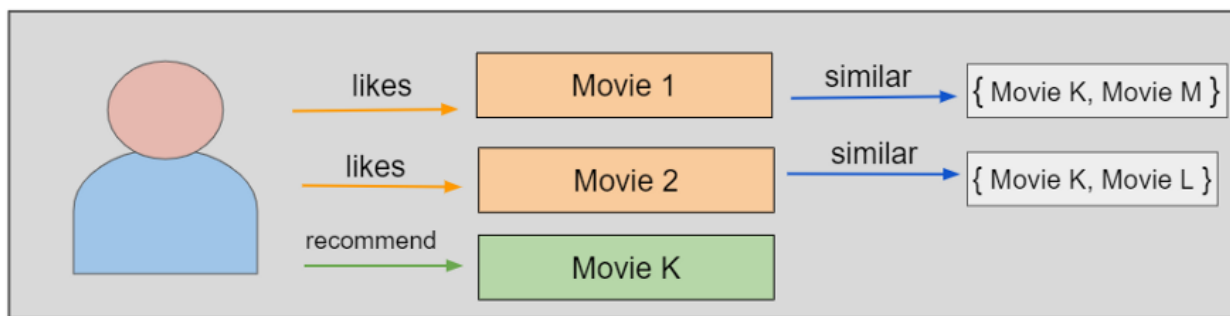 likes
Movie 1
similar
{ Movie K, Movie M }
likes
Movie 2
similar
{ Movie K, Movie L }
recommend
Movie K